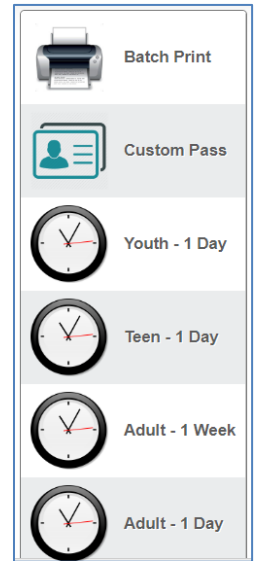 Batch Print
Custom Pass
Youth - 1 Day
Teen - 1 Day
Adult - 1 Week
Adult - 1 Day